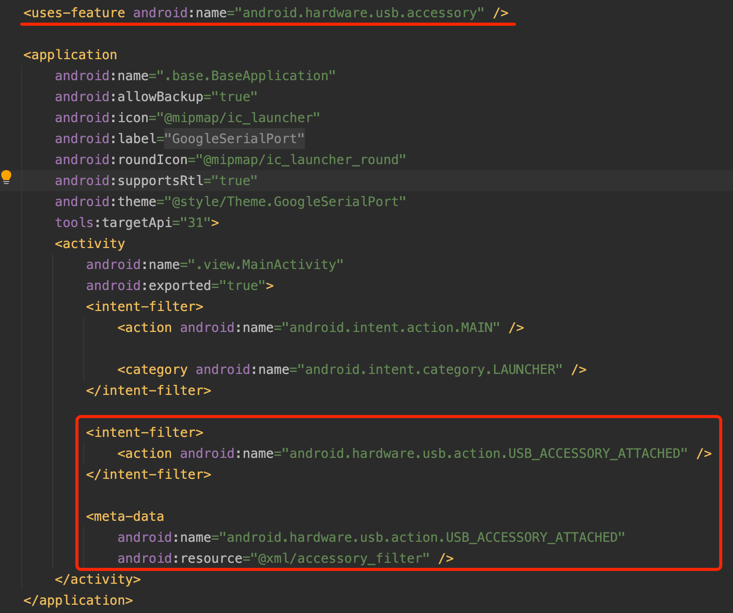 <uses-feature android:name="android.hardware.usb.accessory" />
<application
android:name=".base.BaseApplication"
android:allowBackup="true"
android:icon="@mipmap/ic_launcher"
android:label="GoogleSerialPort"
android:roundIcon="@mipmap/ic_launcher_round"
android:supportsRtl="true"
android:theme="@style/Theme.GoogleSerialPort"
tools:targetApi="31">
<activity
android:name=".view.MainActivity"
android:exported="true">
<intent-filter>
<action android:name="android.intent.action.MAIN" />
<category android:name="android.intent.category.LAUNCHER" />
</intent-filter>
<intent-filter>
<action android:name="android.hardware.usb.action.USB_ACCESSORY_ATTACHED" />
</intent-filter>
<meta-data
android:name="android.hardware.usb.action.USB_ACCESSORY_ATTACHED"
android:resource="@xml/accessory_filter" />
</activity>
</application>